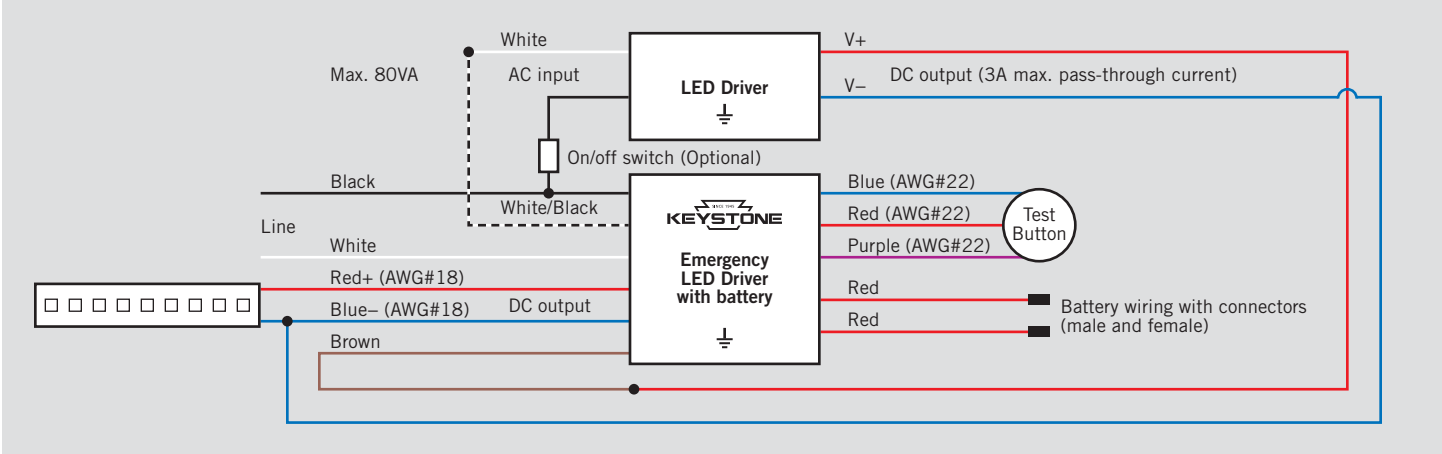 White
V+
Max. 80VA
AC input
LED Driver
DC output (3A max. pass-through current)
V–
On/off switch (Optional)
Black
White/Black
Line
White
Red+ (AWG#18)
Blue– (AWG#18)
DC output
Brown
SINCE 1945
KEYSTONE
Emergency
LED Driver
with battery
Blue (AWG#22)
Red (AWG#22)
Purple (AWG#22)
Test
Button
Red
Red
Battery wiring with connectors
(male and female)